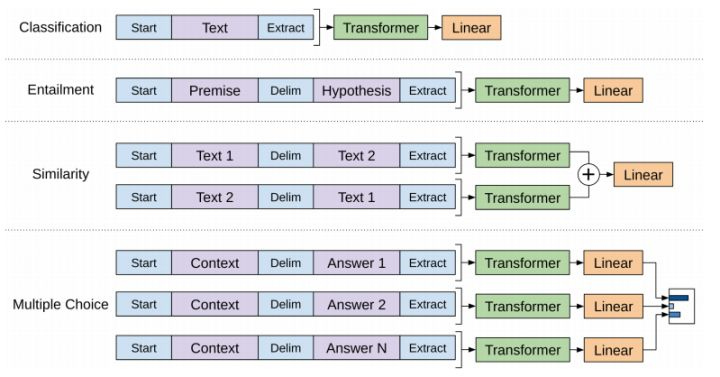 Classification Start Text Extract Transformer Linear
Entailment Start Premise Delim Hypothesis Extract Transformer Linear
Similarity
Start Text 1 Delim Text 2 Extract Transformer
+ Linear
Start Text 2 Delim Text 1 Extract Transformer
Start Context Delim Answer 1 Extract Transformer Linear
Multiple Choice Start Context Delim Answer 2 Extract Transformer Linear
Start Context Delim Answer N Extract Transformer Linear